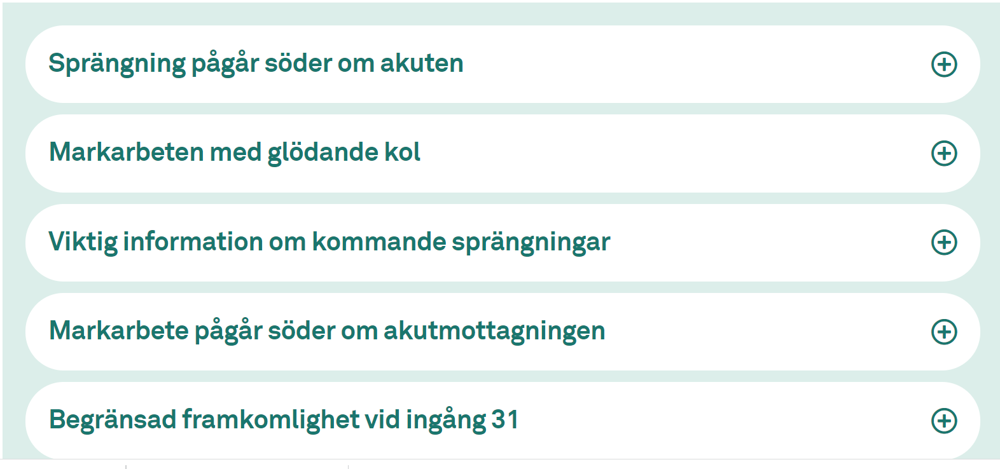 Sprängning pågår söder om akuten
Markarbeten med glödande kol
Viktig information om kommande sprängningar
Markarbete pågår söder om akutmottagningen
Begränsad framkomlighet vid ingång 31